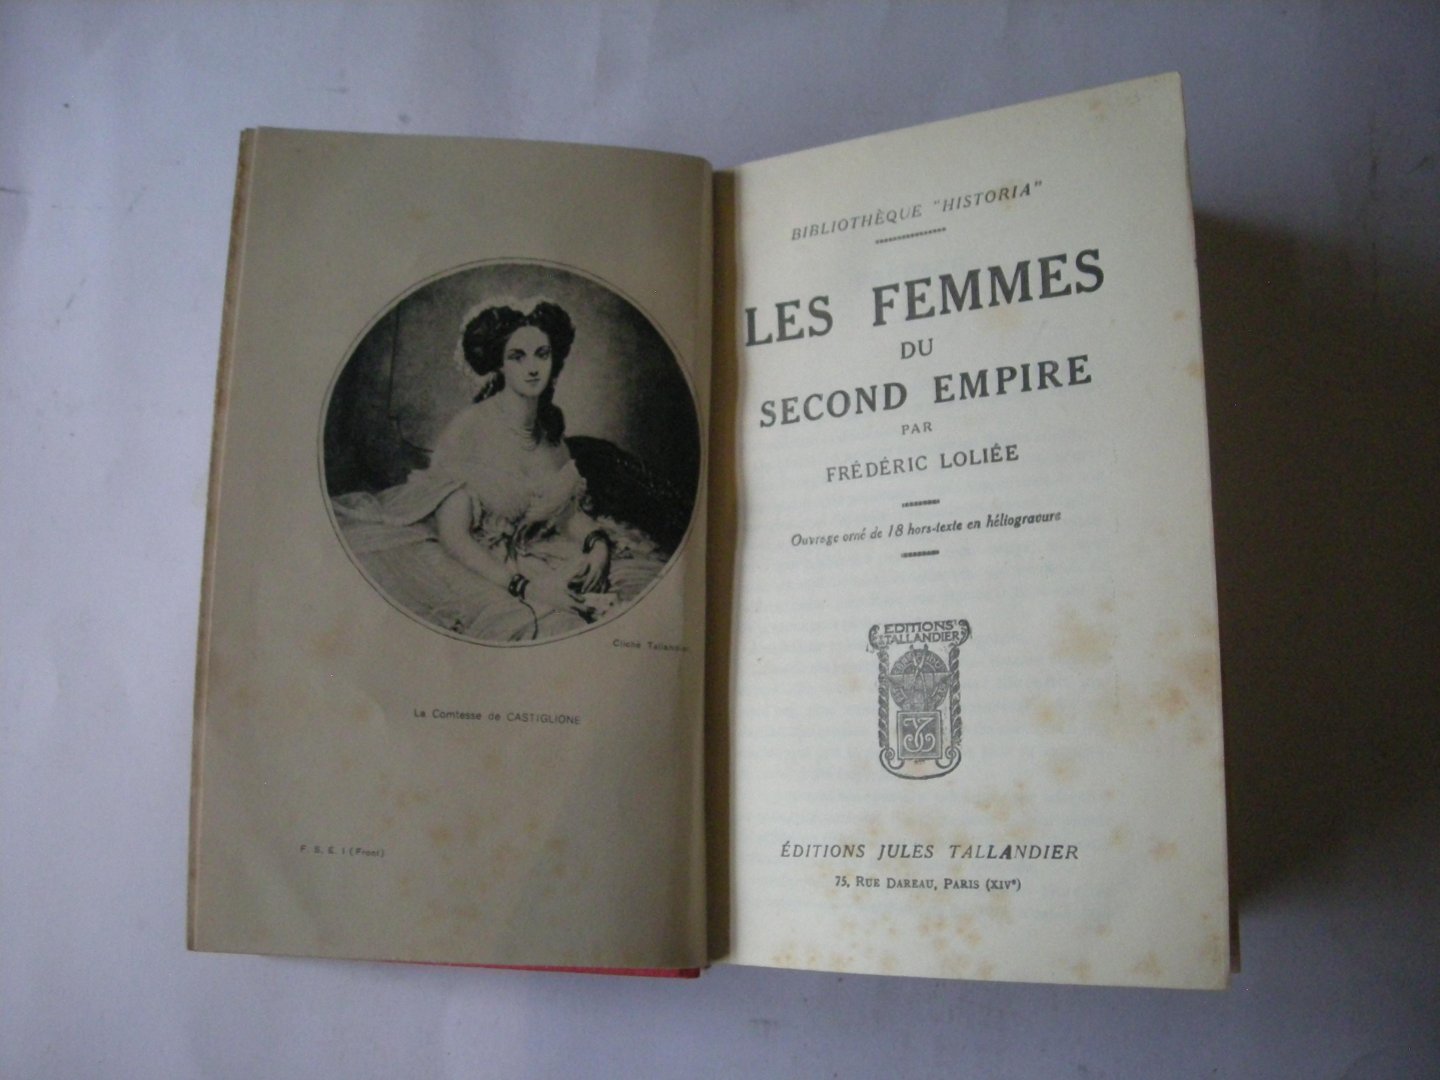 Cliché Tallandier
La Comtesse de CASTIGLIONE
F. S. E. I (Front)
BIBLIOTHÈQUE "HISTORIA"
LES FEMMES
DU
SECOND EMPIRE
PAR
FRÉDÉRIC LOLIÉE
Ouvrage orné de 18 hors-texte en héliogravure
EDITIONS
TALLANDIER
ÉDITIONS JULES TALLANDIER
75, RUE DAREAU, PARIS (XIVe)